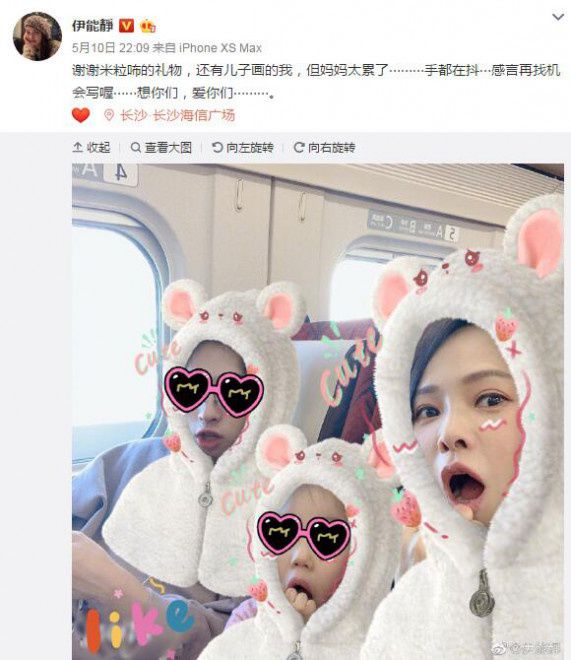 伊能靜
5月10日 22:09 来自 iPhone XS Max
谢谢米粒咘的礼物，还有儿子画的我，但妈妈太累了………手都在抖…感言再找机
会写喔……想你们，爱你们………。
长沙·长沙海信广场
收起 查看大图 向左旋转 向右旋转
cute
cute
cute
like